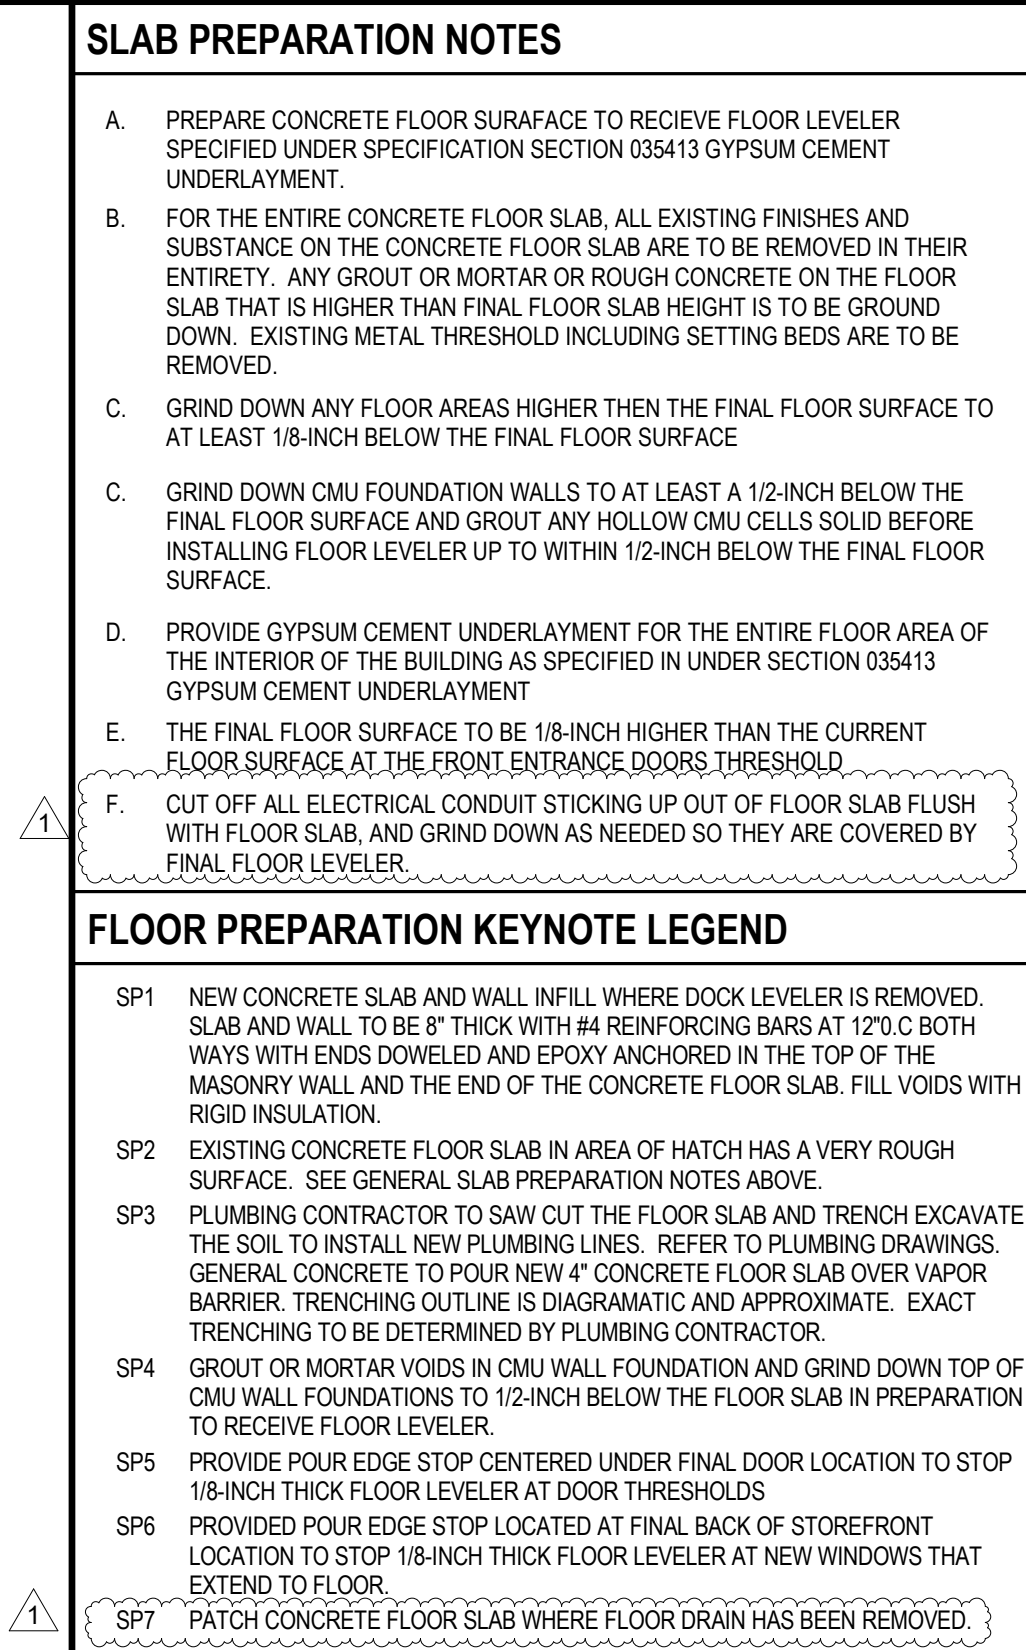 SLAB PREPARATION NOTES
A. PREPARE CONCRETE FLOOR SURAFACE TO RECIEVE FLOOR LEVELER
SPECIFIED UNDER SPECIFICATION SECTION 035413 GYPSUM CEMENT
UNDERLAYMENT.
B. FOR THE ENTIRE CONCRETE FLOOR SLAB, ALL EXISTING FINISHES AND
SUBSTANCE ON THE CONCRETE FLOOR SLAB ARE TO BE REMOVED IN THEIR
ENTIRETY. ANY GROUT OR MORTAR OR ROUGH CONCRETE ON THE FLOOR
SLAB THAT IS HIGHER THAN FINAL FLOOR SLAB HEIGHT IS TO BE GROUND
DOWN. EXISTING METAL THRESHOLD INCLUDING SETTING BEDS ARE TO BE
REMOVED.
C. GRIND DOWN ANY FLOOR AREAS HIGHER THEN THE FINAL FLOOR SURFACE TO
AT LEAST 1/8-INCH BELOW THE FINAL FLOOR SURFACE
C. GRIND DOWN CMU FOUNDATION WALLS TO AT LEAST A 1/2-INCH BELOW THE
FINAL FLOOR SURFACE AND GROUT ANY HOLLOW CMU CELLS SOLID BEFORE
INSTALLING FLOOR LEVELER UP TO WITHIN 1/2-INCH BELOW THE FINAL FLOOR
SURFACE.
D. PROVIDE GYPSUM CEMENT UNDERLAYMENT FOR THE ENTIRE FLOOR AREA OF
THE INTERIOR OF THE BUILDING AS SPECIFIED IN UNDER SECTION 035413
GYPSUM CEMENT UNDERLAYMENT
E. THE FINAL FLOOR SURFACE TO BE 1/8-INCH HIGHER THAN THE CURRENT
FLOOR SURFACE AT THE FRONT ENTRANCE DOORS THRESHOLD
1 F. CUT OFF ALL ELECTRICAL CONDUIT STICKING UP OUT OF FLOOR SLAB FLUSH
WITH FLOOR SLAB, AND GRIND DOWN AS NEEDED SO THEY ARE COVERED BY
FINAL FLOOR LEVELER.
FLOOR PREPARATION KEYNOTE LEGEND
SP1 NEW CONCRETE SLAB AND WALL INFILL WHERE DOCK LEVELER IS REMOVED.
SLAB AND WALL TO BE 8" THICK WITH #4 REINFORCING BARS AT 12"0.C BOTH
WAYS WITH ENDS DOWELED AND EPOXY ANCHORED IN THE TOP OF THE
MASONRY WALL AND THE END OF THE CONCRETE FLOOR SLAB. FILL VOIDS WITH
RIGID INSULATION.
SP2 EXISTING CONCRETE FLOOR SLAB IN AREA OF HATCH HAS A VERY ROUGH
SURFACE. SEE GENERAL SLAB PREPARATION NOTES ABOVE.
SP3 PLUMBING CONTRACTOR TO SAW CUT THE FLOOR SLAB AND TRENCH EXCAVATE
THE SOIL TO INSTALL NEW PLUMBING LINES. REFER TO PLUMBING DRAWINGS.
GENERAL CONCRETE TO POUR NEW 4" CONCRETE FLOOR SLAB OVER VAPOR
BARRIER. TRENCHING OUTLINE IS DIAGRAMATIC AND APPROXIMATE. EXACT
TRENCHING TO BE DETERMINED BY PLUMBING CONTRACTOR.
SP4 GROUT OR MORTAR VOIDS IN CMU WALL FOUNDATION AND GRIND DOWN TOP OF
CMU WALL FOUNDATIONS TO 1/2-INCH BELOW THE FLOOR SLAB IN PREPARATION
TO RECEIVE FLOOR LEVELER.
SP5 PROVIDE POUR EDGE STOP CENTERED UNDER FINAL DOOR LOCATION TO STOP
1/8-INCH THICK FLOOR LEVELER AT DOOR THRESHOLDS
SP6 PROVIDED POUR EDGE STOP LOCATED AT FINAL BACK OF STOREFRONT
LOCATION TO STOP 1/8-INCH THICK FLOOR LEVELER AT NEW WINDOWS THAT
EXTEND TO FLOOR.
1 SP7 PATCH CONCRETE FLOOR SLAB WHERE FLOOR DRAIN HAS BEEN REMOVED.